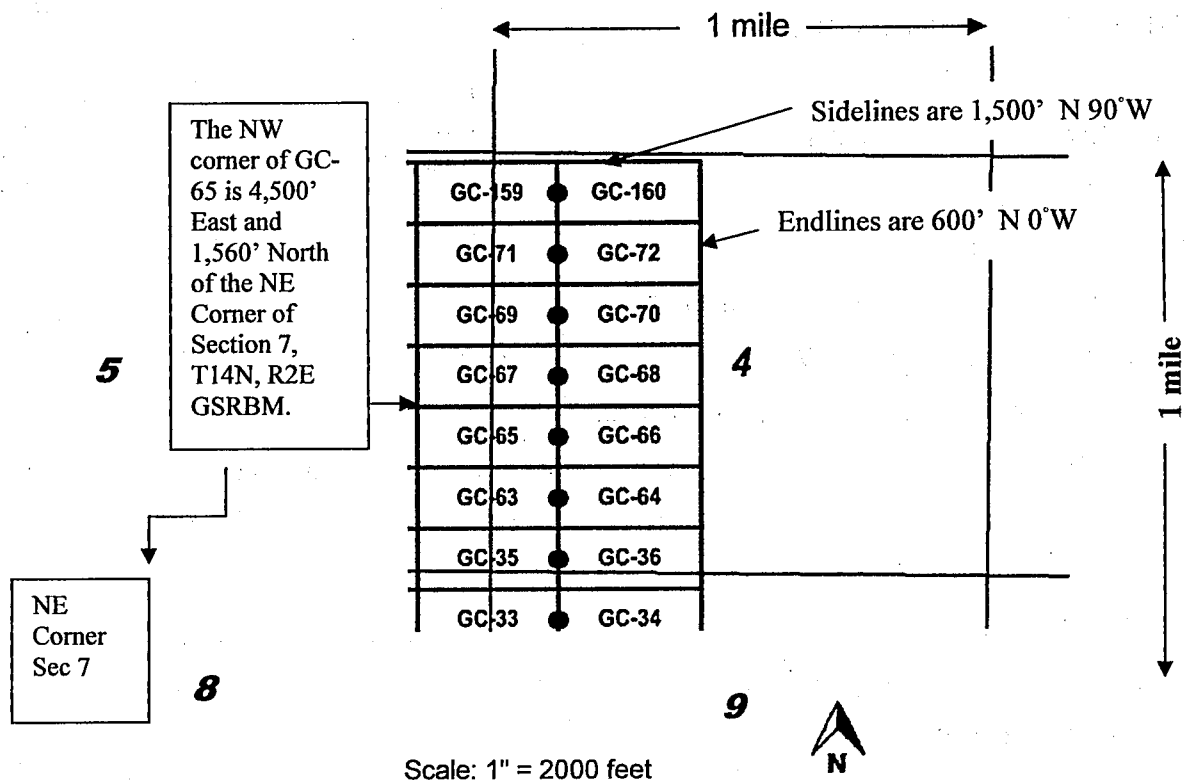 1 mile
Sidelines are 1,500' N 90°W
The NW
corner of GC-
65 is 4,500'
East and
1,560' North
of the NE
Corner of
Section 7,
T14N, R2E
GSRBM.
GC-159 GC-160
Endlines are 600' N 0°W
GC-71 GC-72
GC-69 GC-70
5
GC-67 GC-68
4
1 mile
GC-65 GC-66
GC-63 GC-64
GC-35 GC-36
GC-33 GC-34
NE
Corner
Sec 7
8
9
N
Scale: 1" = 2000 feet